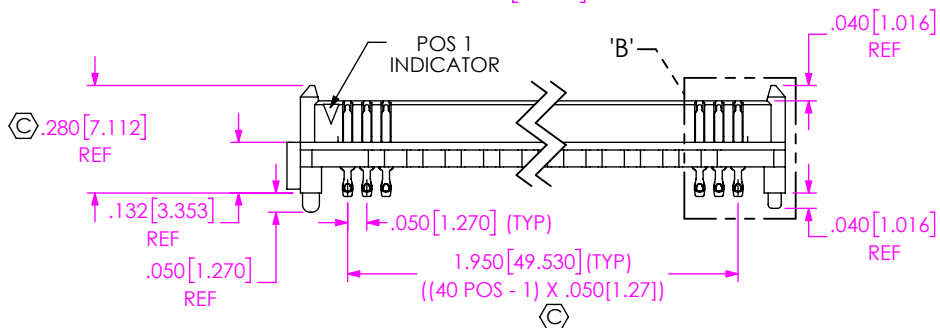 .040[1.016]
REF
POS 1
INDICATOR
'B'
C .280[7.112]
REF
.132[3.353]
REF
.050[1.270] (TYP)
.040[1.016]
REF
.050[1.270]
REF
1.950[49.530](TYP)
((40 POS - 1) X .050[1.27])
C